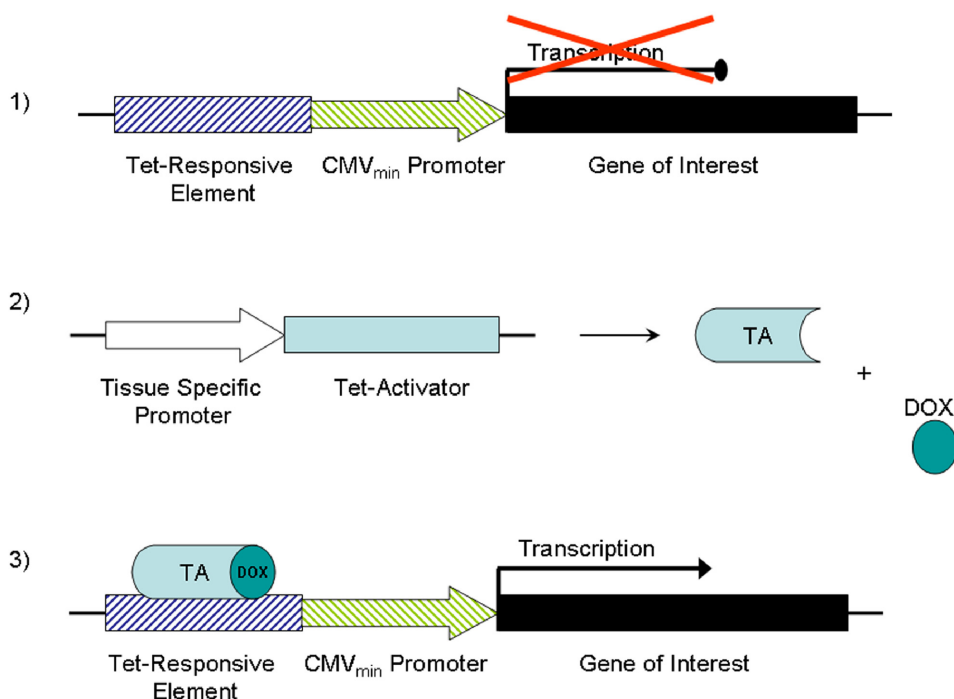 Transcription
1)
Tet-Responsive
Element
CMVmin Promoter
Gene of Interest
2)
TA
+
DOX
Tissue Specific
Promoter
Tet-Activator
3)
TA
DOX
Transcription
Tet-Responsive
Element
CMVmin Promoter
Gene of Interest